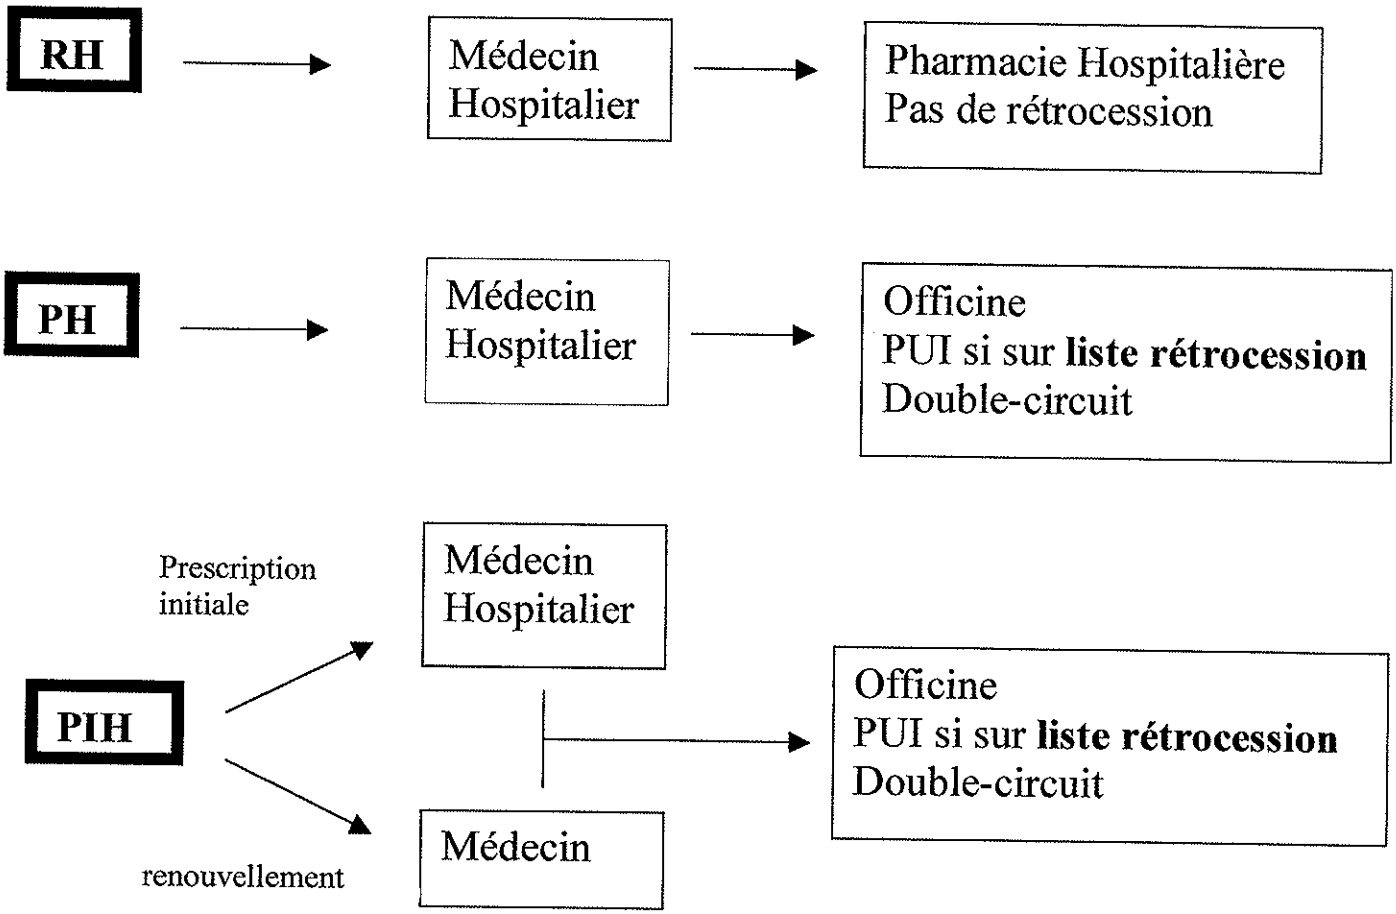 RH
Médecin
Hospitalier
Pharmacie Hospitalière
Pas de rétrocession
PH
Médecin
Hospitalier
Officine
PUI si sur liste rétrocession
Double-circuit
Prescription
initiale
Médecin
Hospitalier
PIH
Officine
PUI si sur liste rétrocession
Double-circuit
Médecin
renouvellement